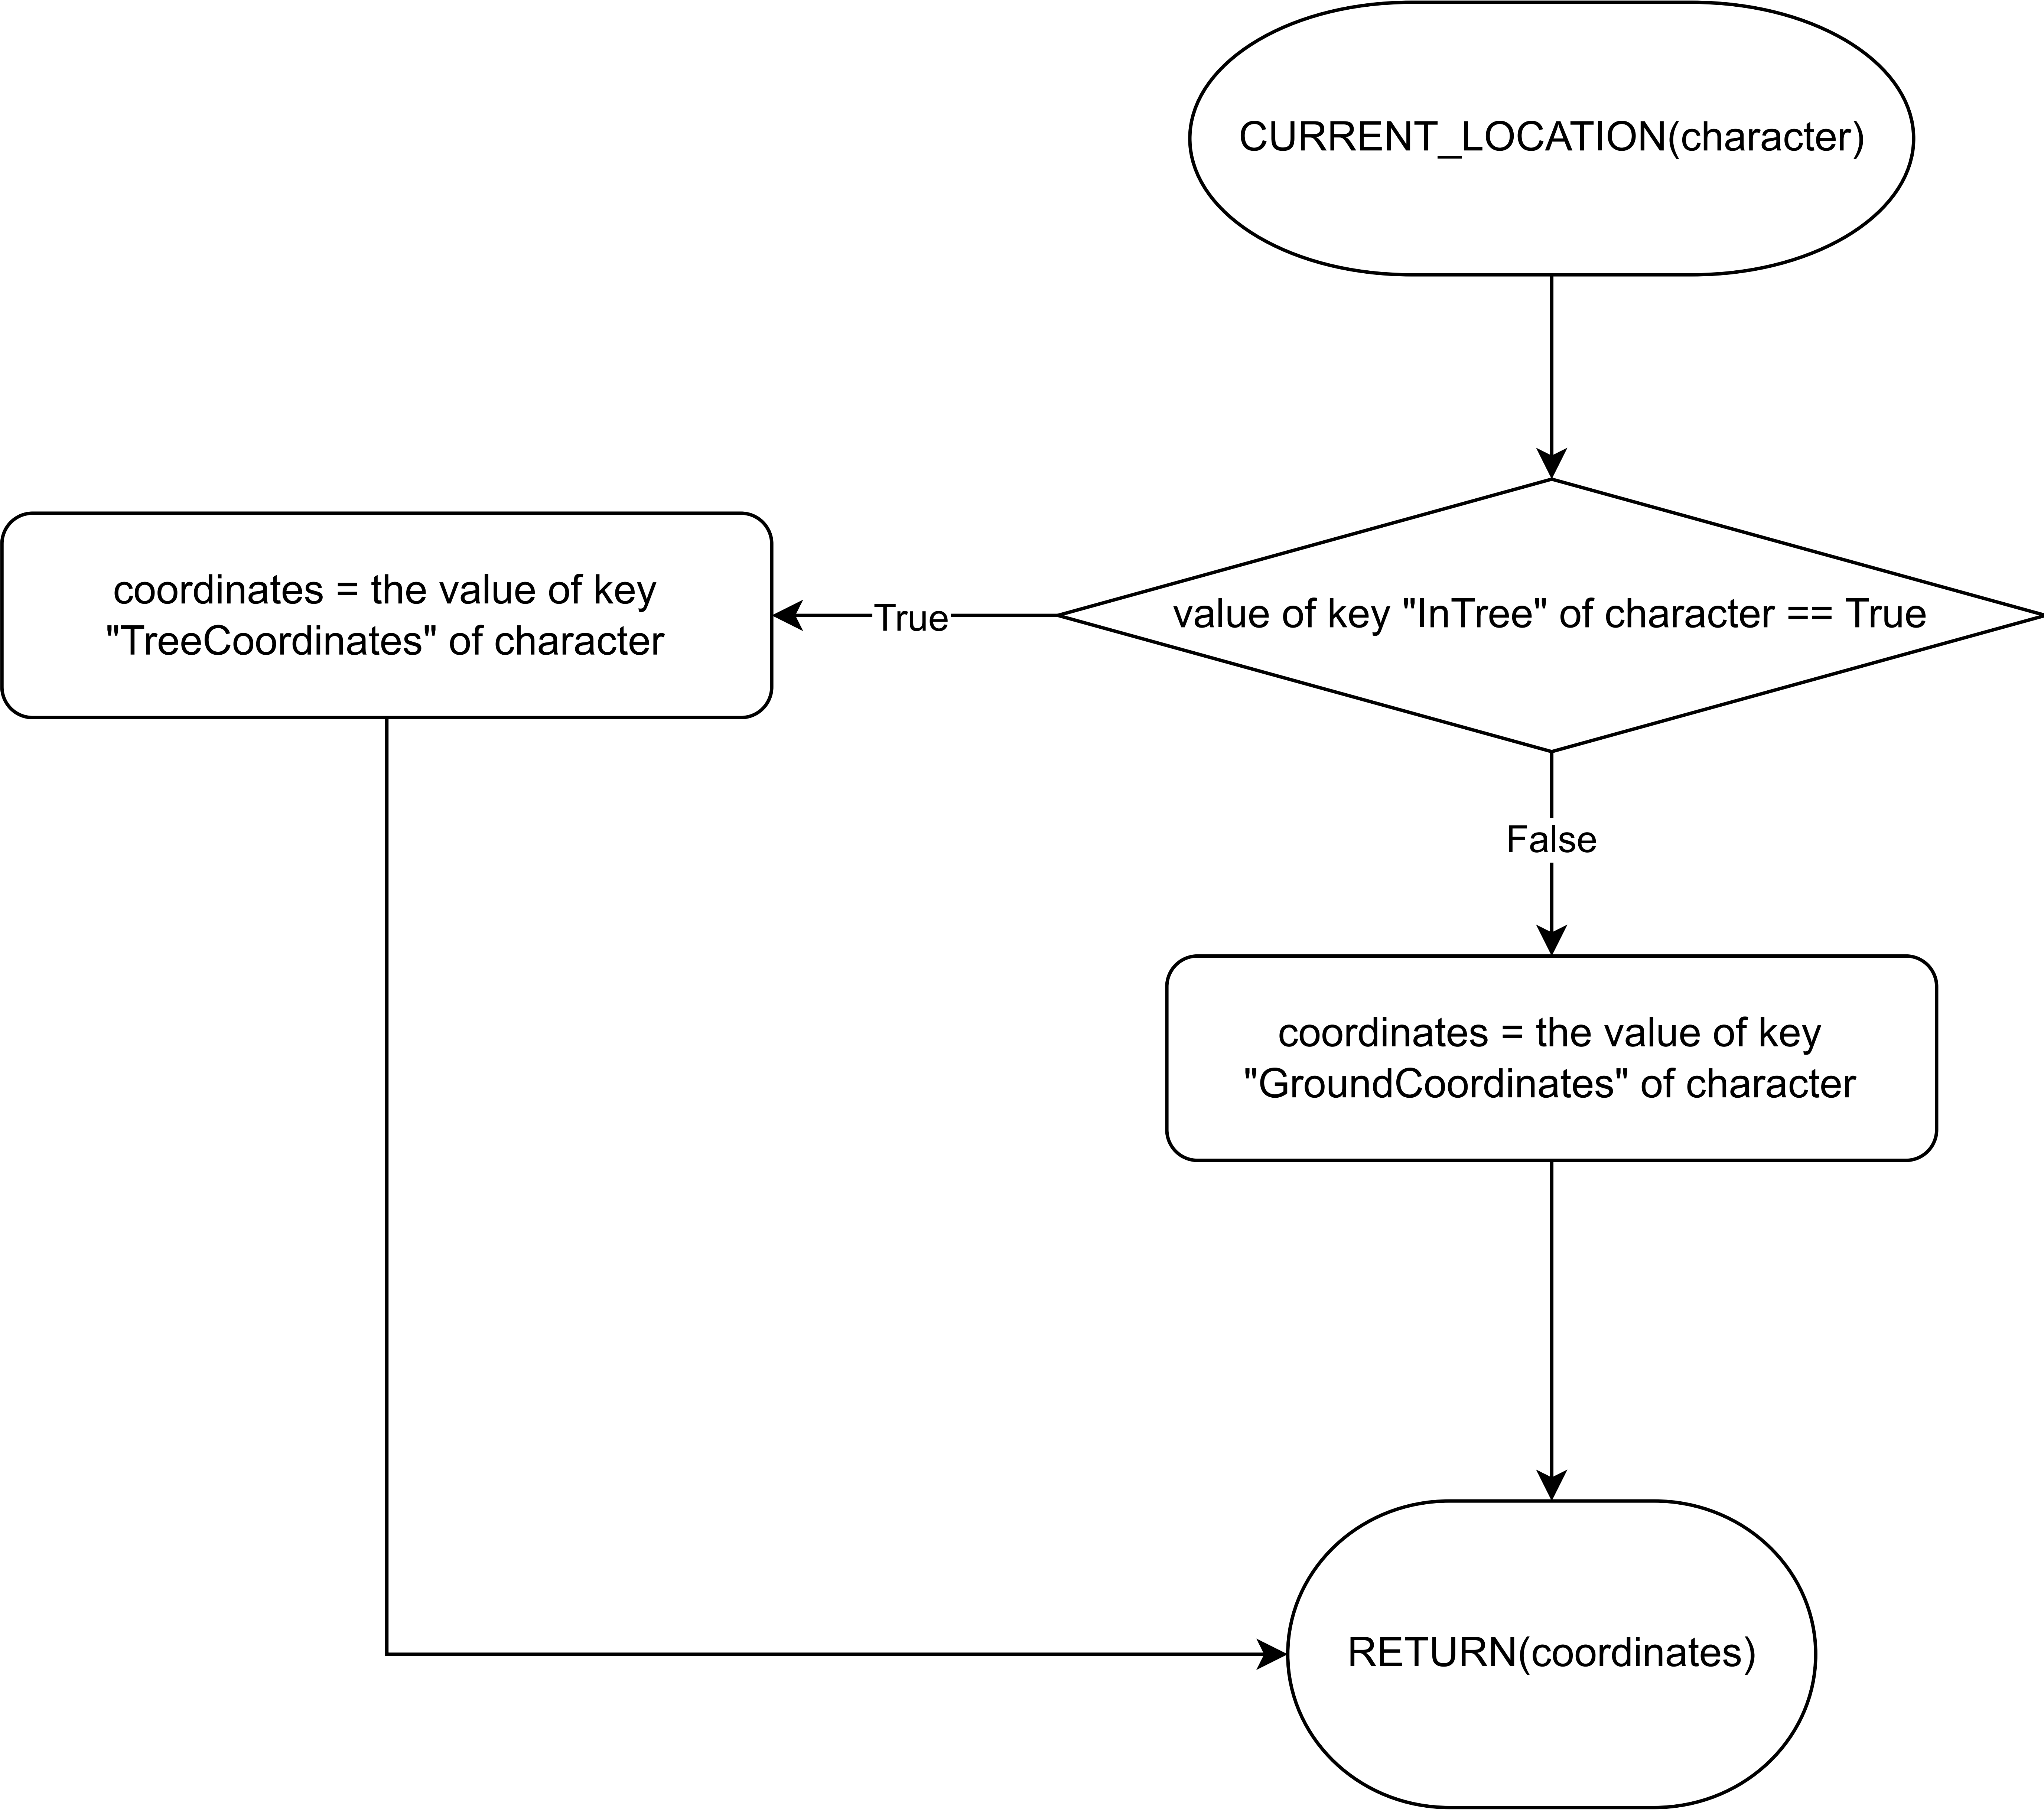 CURRENT_LOCATION(character)
value of key "InTree" of character == True
True
coordinates = the value of key
"TreeCoordinates" of character
False
coordinates = the value of key
"GroundCoordinates" of character
RETURN(coordinates)